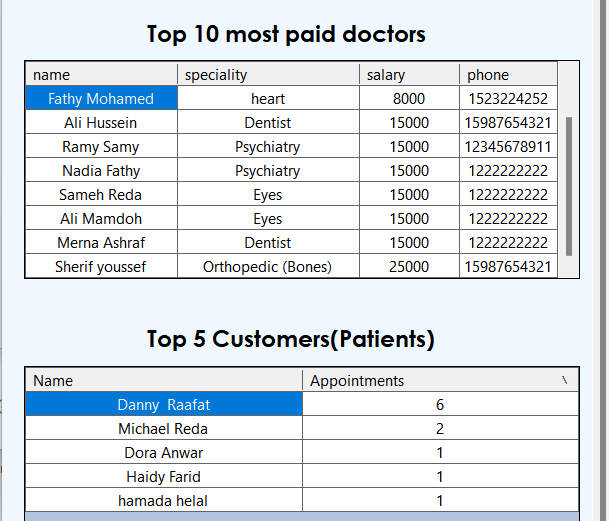 Top 10 most paid doctors
name speciality salary phone
Fathy Mohamed heart 8000 1523224252
Ali Hussein Dentist 15000 15987654321
Ramy Samy Psychiatry 15000 12345678911
Nadia Fathy Psychiatry 15000 1222222222
Sameh Reda Eyes 15000 1222222222
Ali Mamdoh Eyes 15000 1222222222
Merna Ashraf Dentist 15000 1222222222
Sherif youssef Orthopedic (Bones) 25000 15987654321
Top 5 Customers(Patients)
Name Appointments
Danny  Raafat 6
Michael Reda 2
Dora Anwar 1
Haidy Farid 1
hamada helal 1